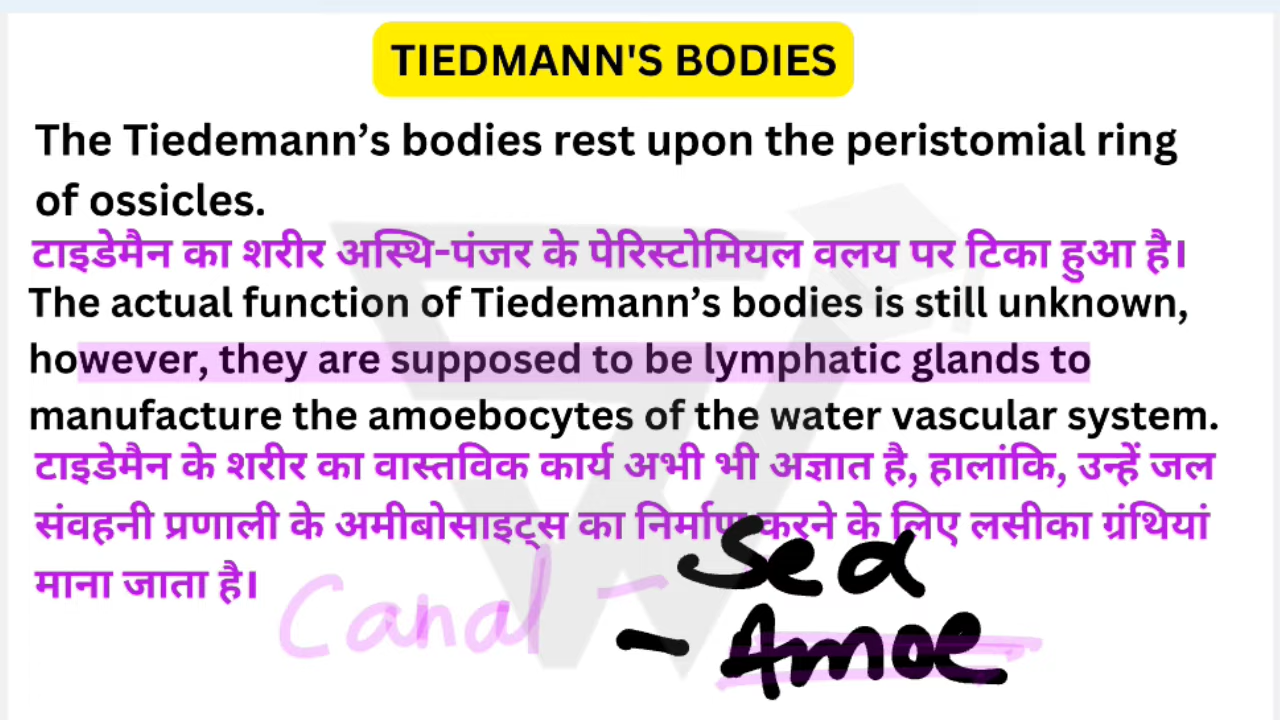 TIEDMANN'S BODIES
The Tiedemann’s bodies rest upon the peristomial ring
of ossicles.
टाइडेमैन का शरीर अस्थि-पंजर के पेरिस्टोमियल वलय पर टिका हुआ है।
The actual function of Tiedemann’s bodies is still unknown,
however, they are supposed to be lymphatic glands to
manufacture the amoebocytes of the water vascular system.
टाइडेमैन के शरीर का वास्तविक कार्य अभी भी अज्ञात है, हालांकि, उन्हें जल
संवहनी प्रणाली के अमीबोसाइट्स का निर्माण करने के लिए लसीका ग्रंथियां
माना जाता है।
Canal - Sea
- Amoe